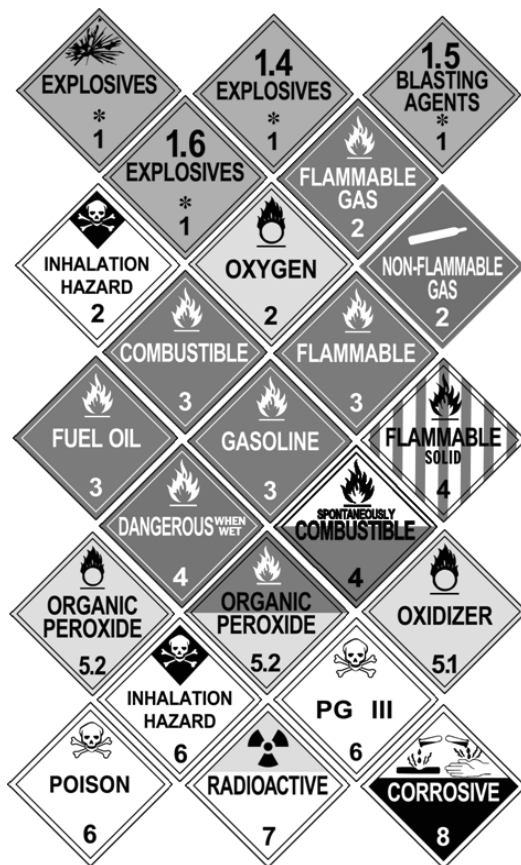 EXPLOSIVES
*
1
1.4
EXPLOSIVES
*
1
1.5
BLASTING
AGENTS
*
1
1.6
EXPLOSIVES
*
1
FLAMMABLE
GAS
2
INHALATION
HAZARD
2
OXYGEN
2
NON-FLAMMABLE
GAS
2
COMBUSTIBLE
3
FLAMMABLE
3
FUEL OIL
3
GASOLINE
3
FLAMMABLE
SOLID
4
DANGEROUS WHEN WET
4
SPONTANEOUSLY
COMBUSTIBLE
4
ORGANIC
PEROXIDE
5.2
ORGANIC
PEROXIDE
5.2
OXIDIZER
5.1
INHALATION
HAZARD
6
PG III
6
POISON
6
RADIOACTIVE
7
CORROSIVE
8